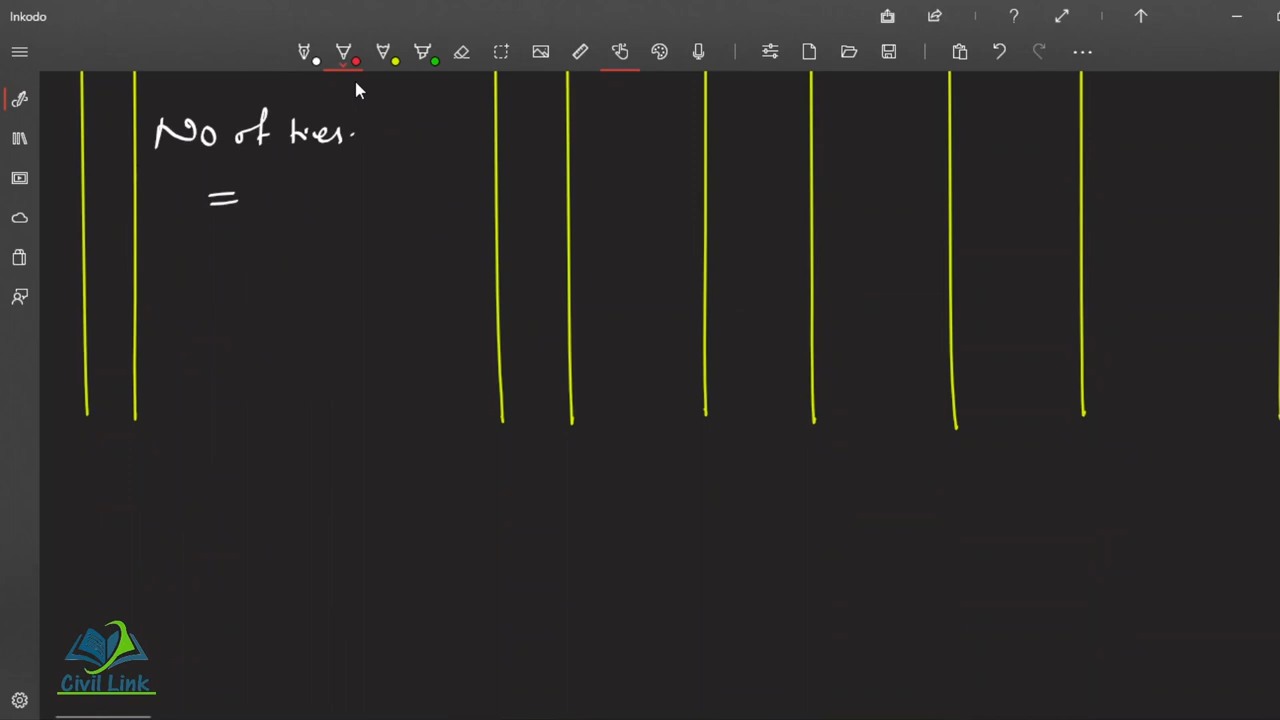 Inkodo
No of ties.
=
Civil Link